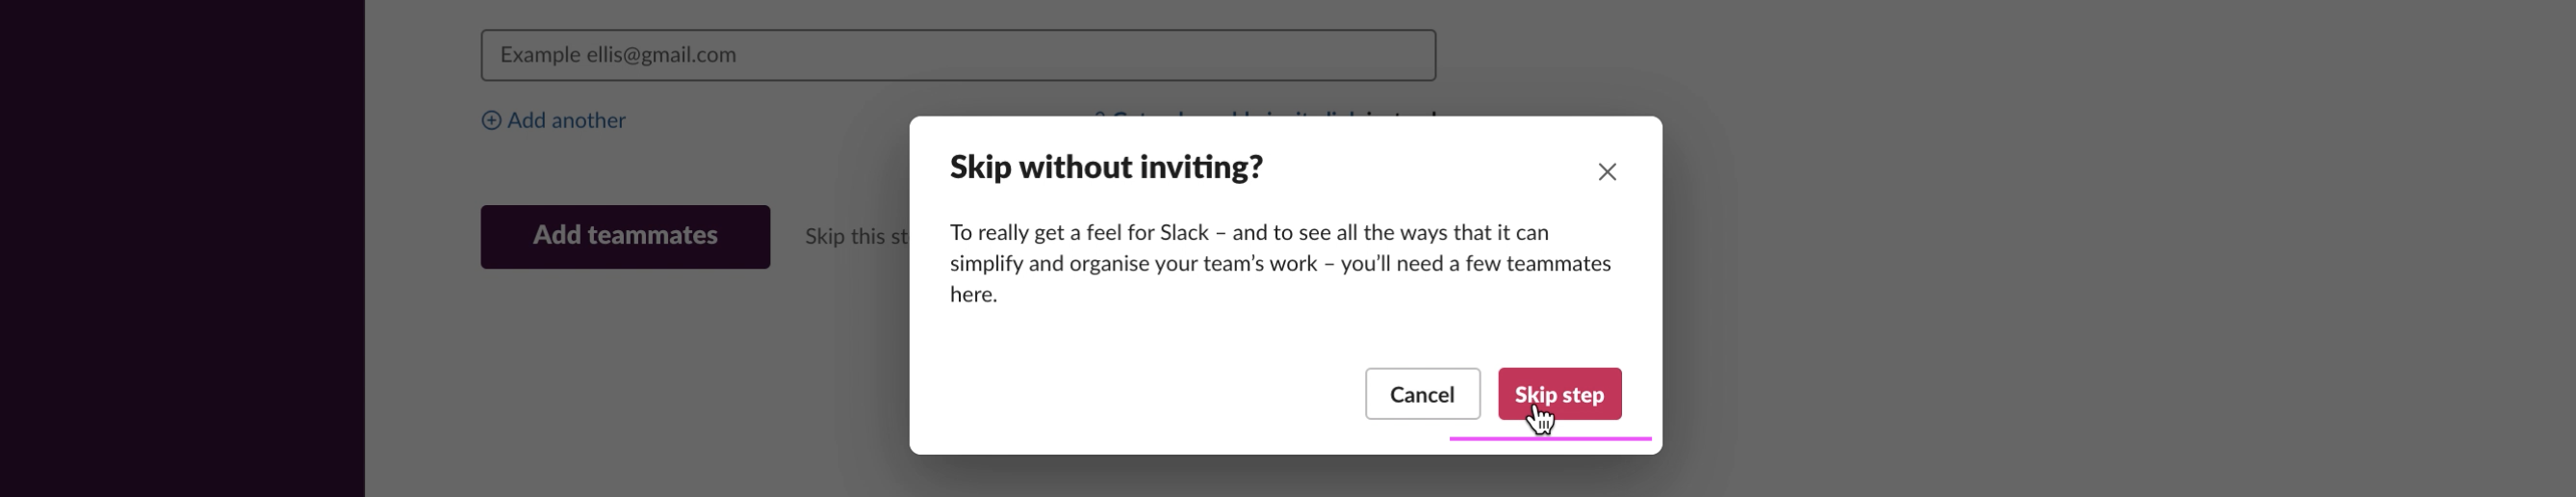 Example ellis@gmail.com
Add another
Skip without inviting?
Add teammates
Skip this
To really get a feel for Slack – and to see all the ways that it can
simplify and organise your team’s work – you’ll need a few teammates
here.
Cancel
Skip step